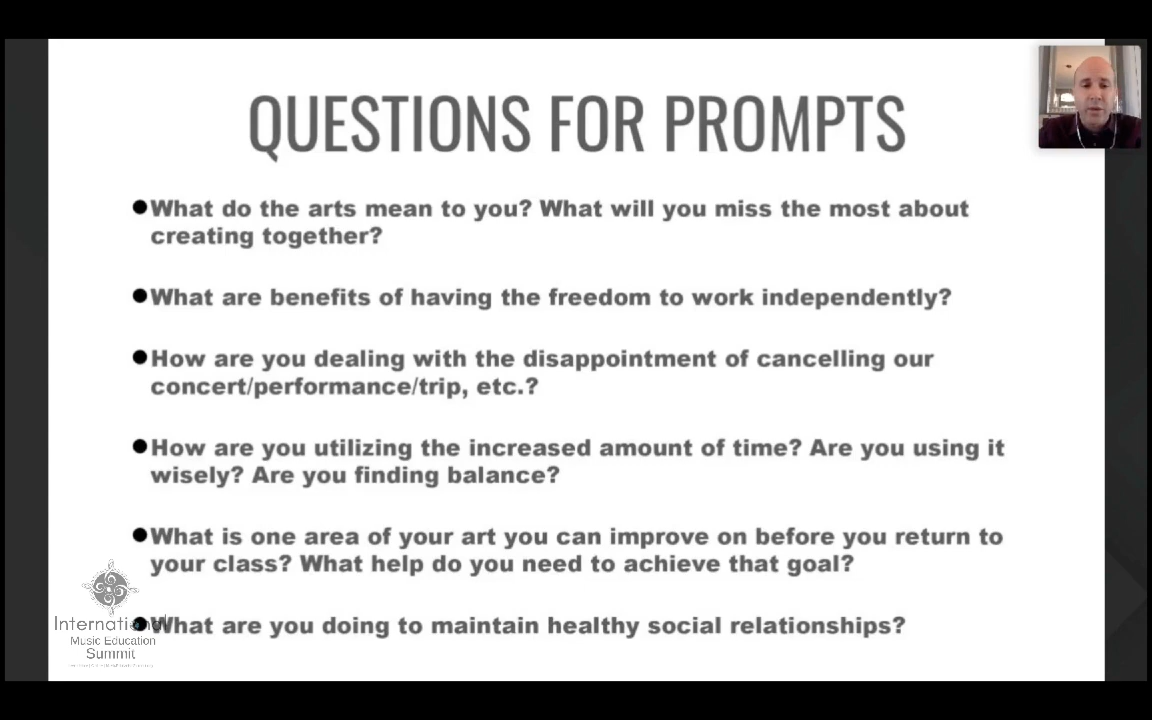 QUESTIONS FOR PROMPTS
●What do the arts mean to you? What will you miss the most about
creating together?
●What are benefits of having the freedom to work independently?
●How are you dealing with the disappointment of cancelling our
concert/performance/trip, etc.?
●How are you utilizing the increased amount of time? Are you using it
wisely? Are you finding balance?
●What is one area of your art you can improve on before you return to
your class? What help do you need to achieve that goal?
●What are you doing to maintain healthy social relationships?
International
Music Education
Summit